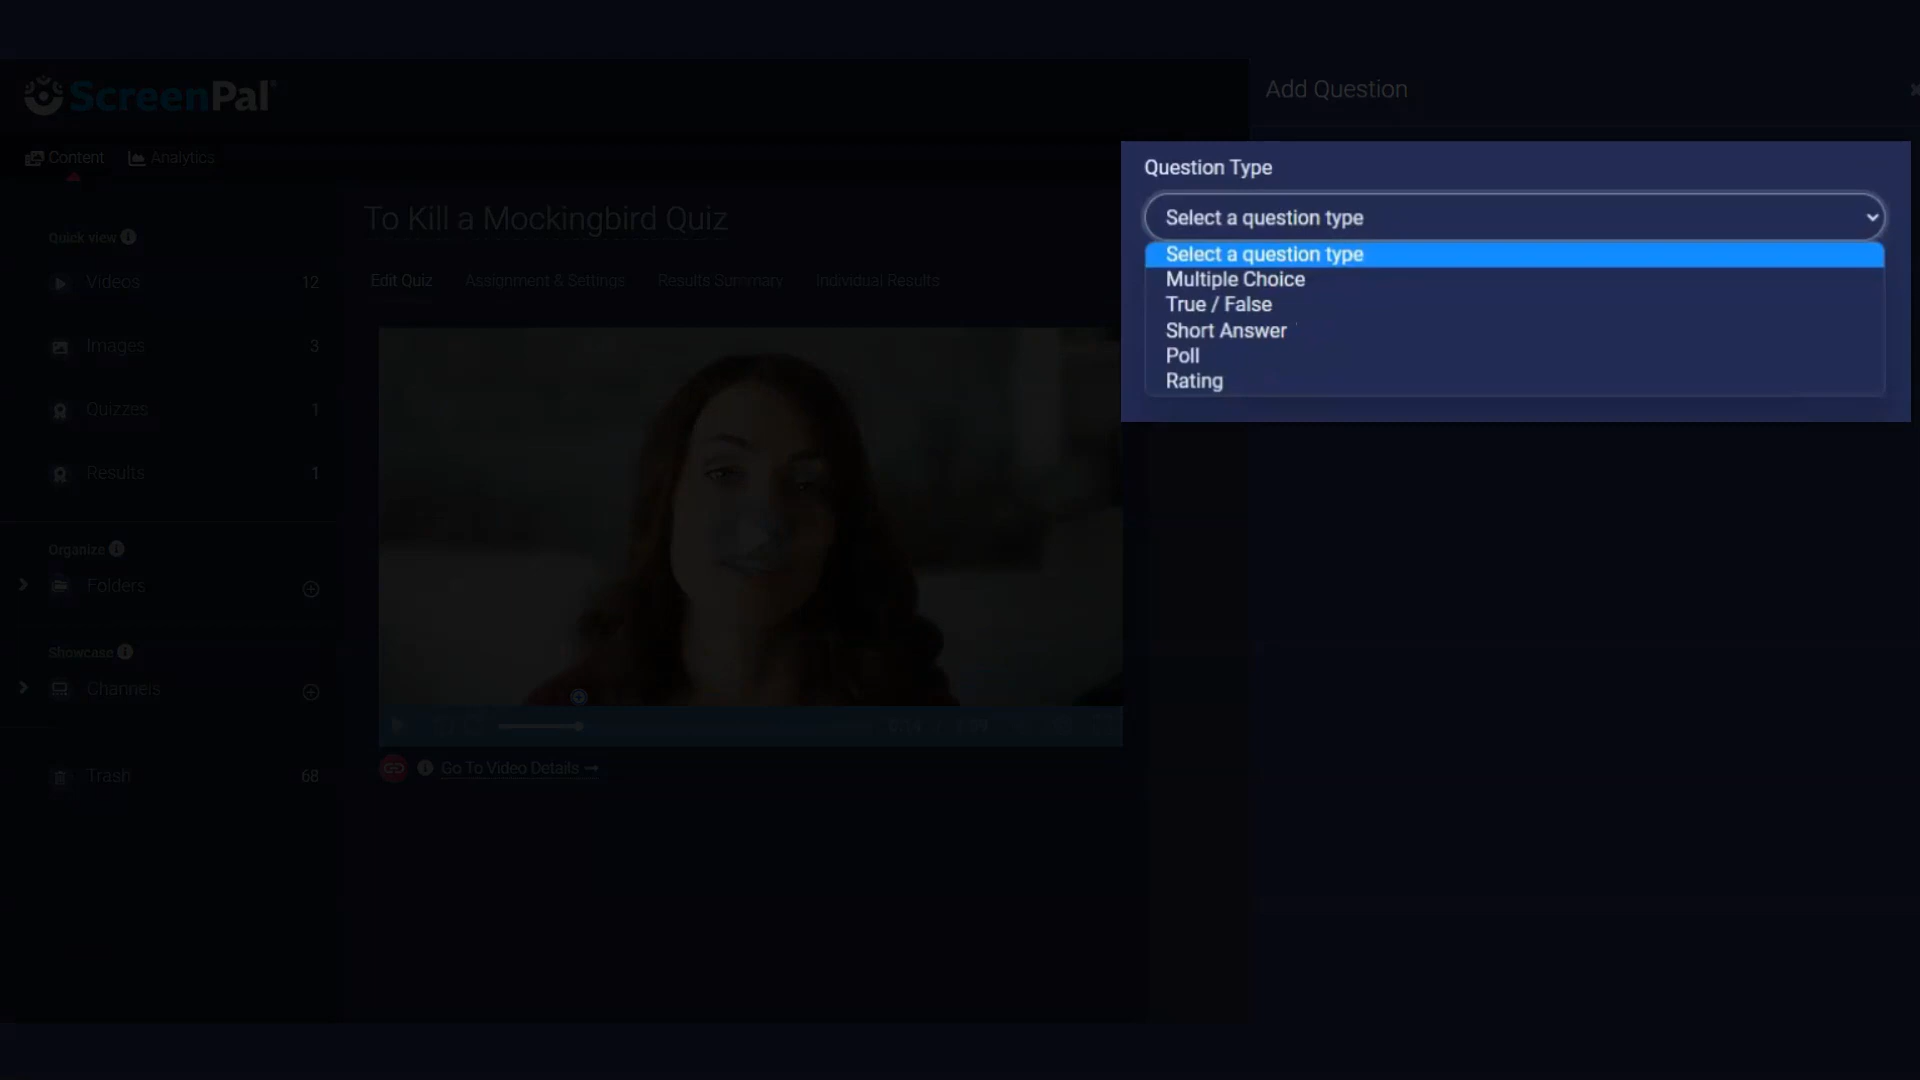 ScreenPal
Add Question
Content
Analytics
Question Type
Select a question type
Select a question type
Multiple Choice
True / False
Short Answer
Poll
Rating
To Kill a Mockingbird Quiz
Quick view
Edit Quiz
Assignment & Settings
Results Summary
Individual Results
Videos
12
Images
3
Quizzes
1
Results
1
Organize
Folders
Showcase
Channels
Go To Video Details →
Trash
68